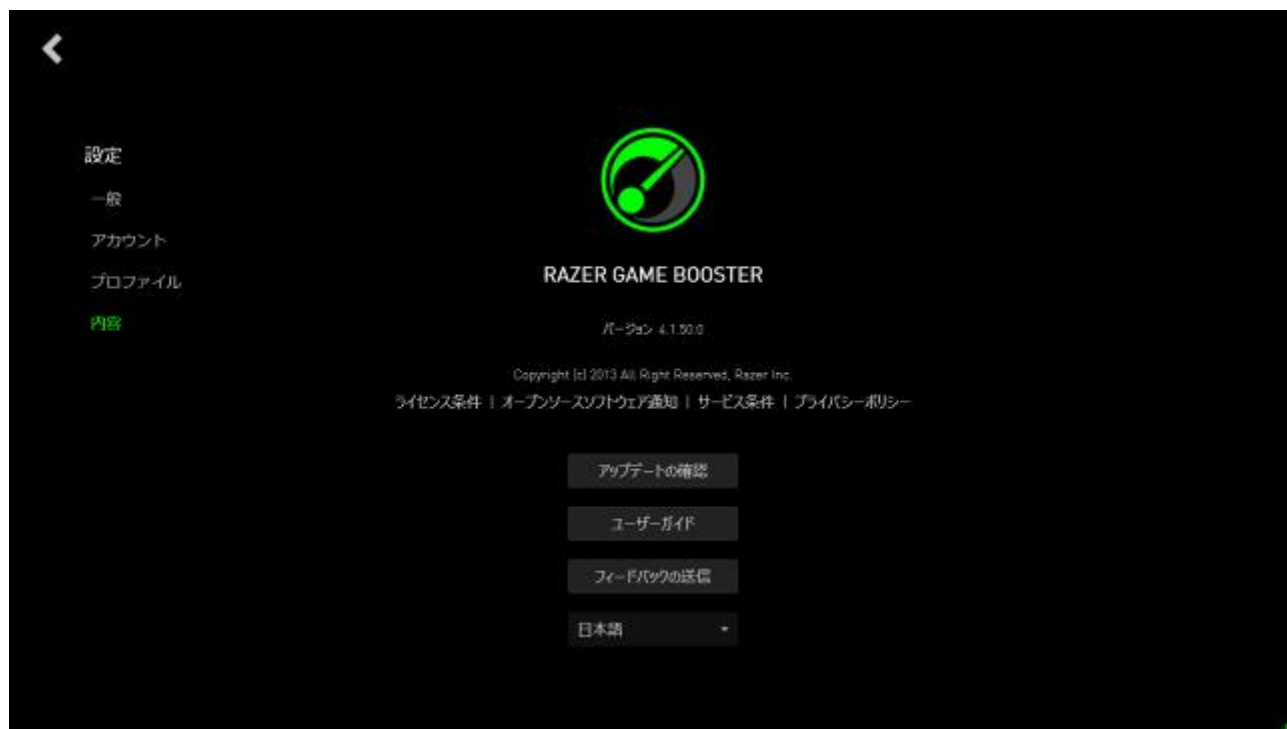 設定
一般
アカウント
プロファイル
内容
RAZER GAME BOOSTER
バージョン 4.1.50.0
Copyright (c) 2013 All Right Reserved, Razer Inc.
ライセンス条件 | オープンソースソフトウェア通知 | サービス条件 | プライバシーポリシー
アップデートの確認
ユーザーガイド
フィードバックの送信
日本語